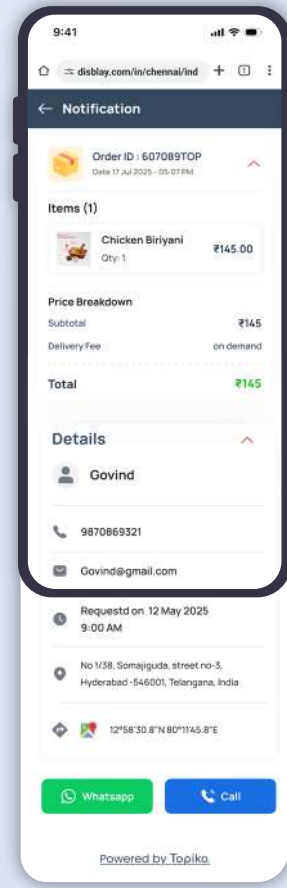 9:41
disblay.com/in/chennai/ind
Notification
Order ID : 607089TOP
Date 17 Jul 2025 - 05:07 PM
Items (1)
Chicken Biriyani
Qty: 1
₹145.00
Price Breakdown
Subtotal ₹145
Delivery Fee on demand
Total ₹145
Details
Govind
9870869321
Govind@gmail.com
Requestd on 12 May 2025
9:00 AM
No 1/38, Somajiguda, street no-3,
Hyderabad -546001, Telangana, India
12°58'30.8"N 80°11'45.8"E
Whatsapp
Call
Powered by Topiko